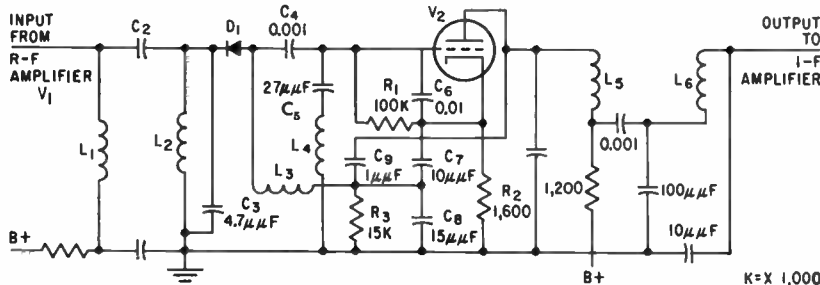 INPUT
FROM
R-F
AMPLIFIER
V1
C2
D1
C4
0.001
V2
OUTPUT
TO
I-F
AMPLIFIER
L1
L2
27μμF
C5
R1
100K
C6
0.01
L5
L6
L4
L3
C9
1μμF
C7
10μμF
0.001
C3
4.7μμF
R3
15K
C8
15μμF
R2
1,600
1,200
100μμF
10μμF
B+
B+
K=X 1,000